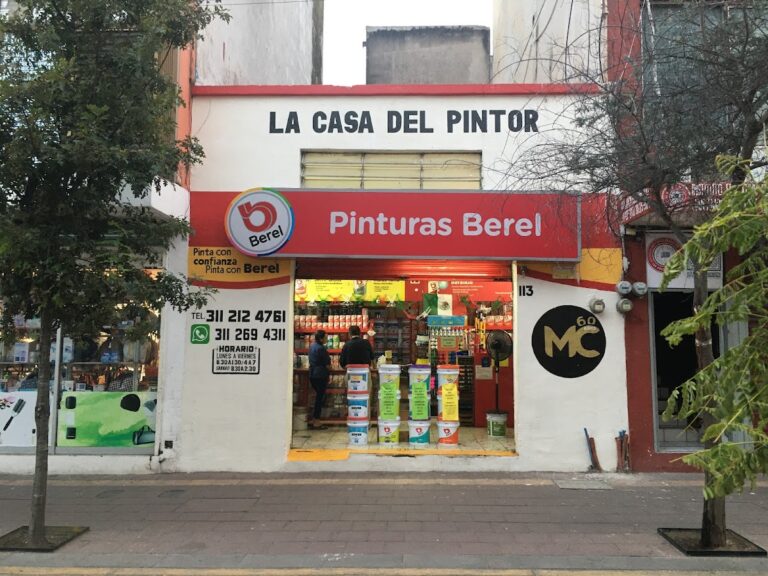 LA CASA DEL PINTOR
Berel
Pinturas Berel
Pinta con
confianza
Pinta con Berel
TEL. 311 212 4761
311 269 4311
HORARIO
LUNES A VIERNES
113
60
MC